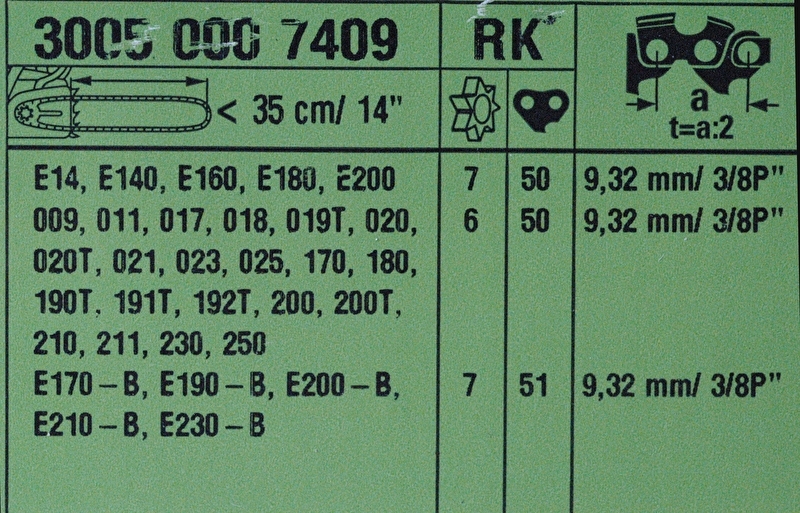 3005 000 7409 RK
< 35 cm/ 14" a
t=a:2
E14, E140, E160, E180, E200 7 50 9,32 mm/ 3/8P"
009, 011, 017, 018, 019T, 020, 6 50 9,32 mm/ 3/8P"
020T, 021, 023, 025, 170, 180,
190T, 191T, 192T, 200, 200T,
210, 211, 230, 250
E170 – B, E190 – B, E200 – B, 7 51 9,32 mm/ 3/8P"
E210 – B, E230 – B